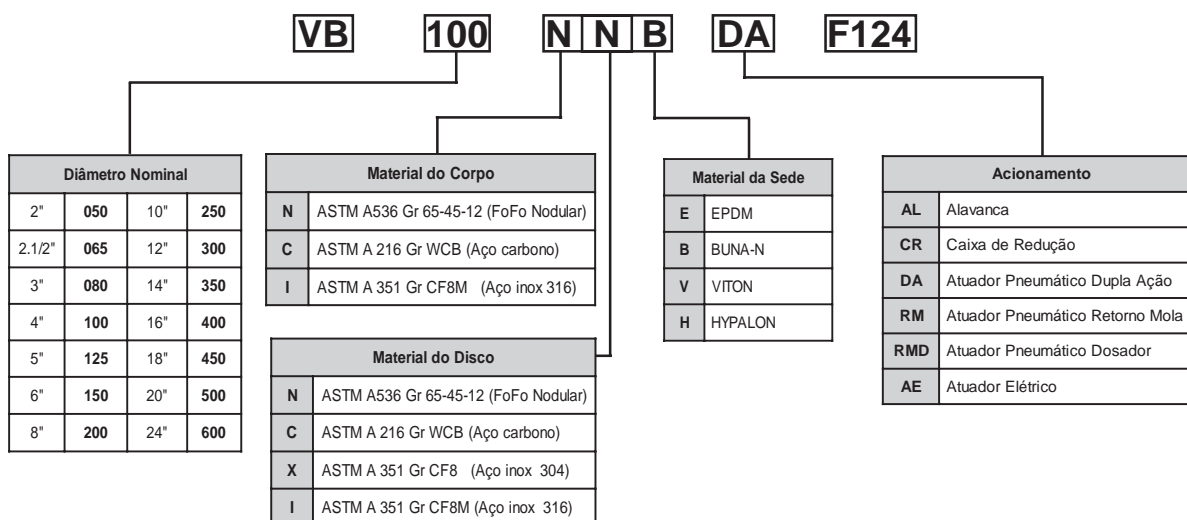 VB 100 N N B DA F124
Diâmetro Nominal
2" 050 10" 250
2.1/2" 065 12" 300
3" 080 14" 350
4" 100 16" 400
5" 125 18" 450
6" 150 20" 500
8" 200 24" 600
Material do Corpo
N ASTM A536 Gr 65-45-12 (FoFo Nodular)
C ASTM A 216 Gr WCB (Aço carbono)
I ASTM A 351 Gr CF8M (Aço inox 316)
Material do Disco
N ASTM A536 Gr 65-45-12 (FoFo Nodular)
C ASTM A 216 Gr WCB (Aço carbono)
X ASTM A 351 Gr CF8 (Aço inox 304)
I ASTM A 351 Gr CF8M (Aço inox 316)
Material da Sede
E EPDM
B BUNA-N
V VITON
H HYPALON
Acionamento
AL Alavanca
CR Caixa de Redução
DA Atuador Pneumático Dupla Ação
RM Atuador Pneumático Retorno Mola
RMD Atuador Pneumático Dosador
AE Atuador Elétrico